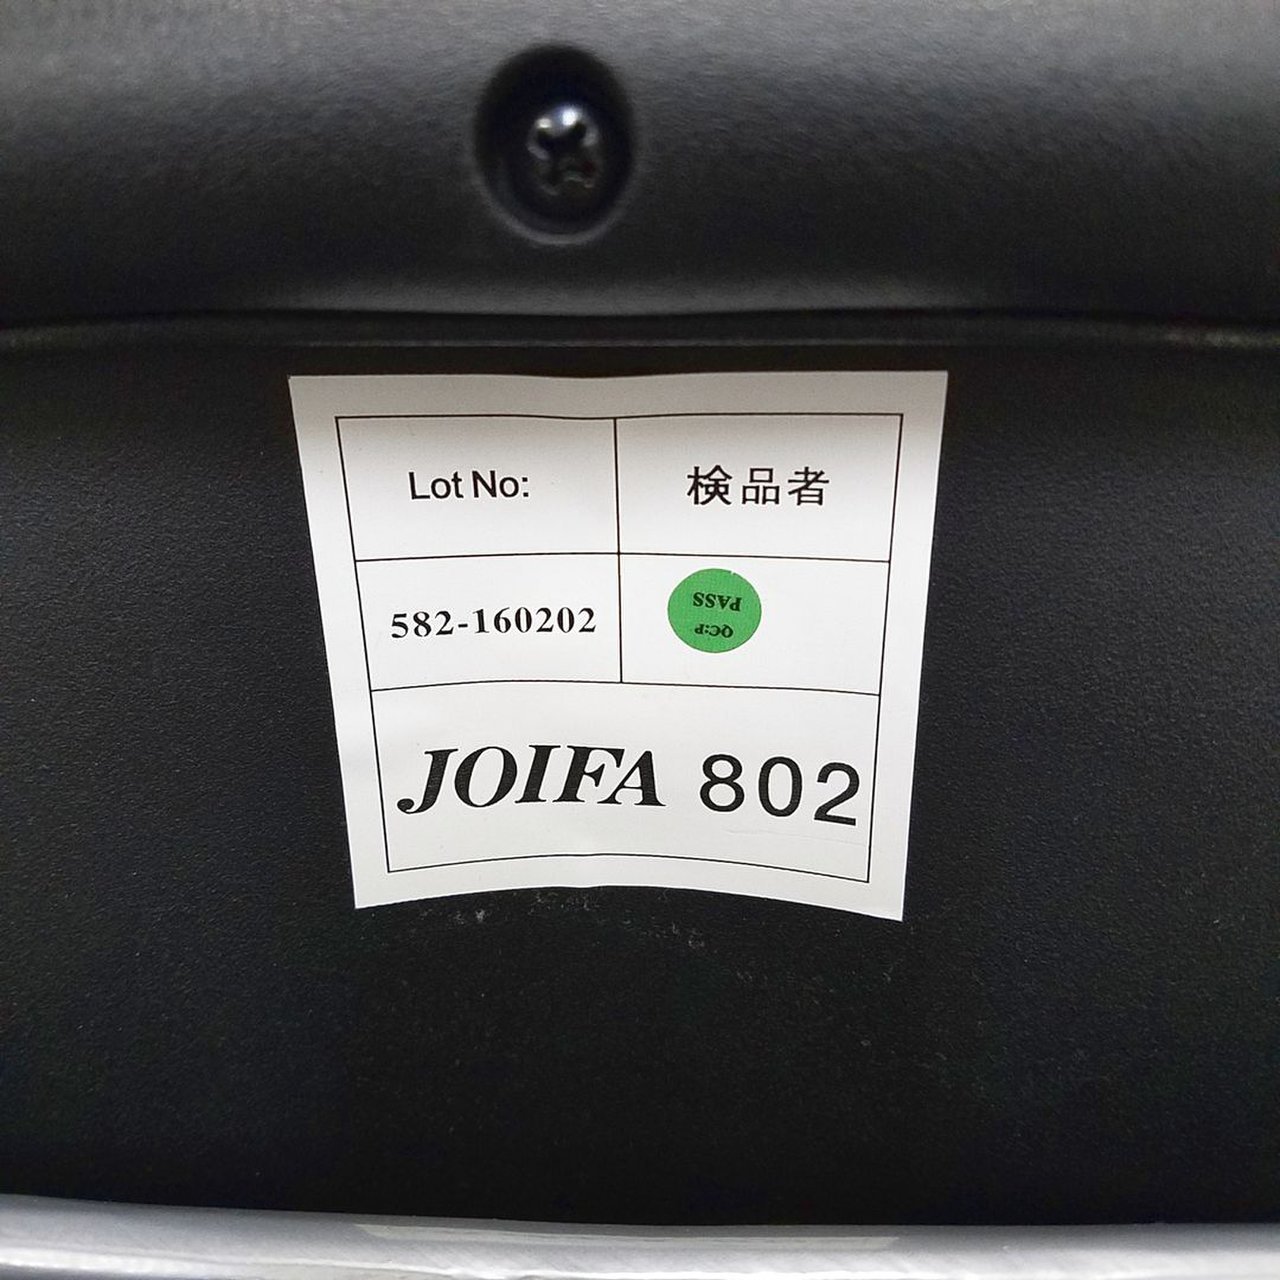 Lot No:
検品者
582-160202
PASS
QC:P
JOIFA 802